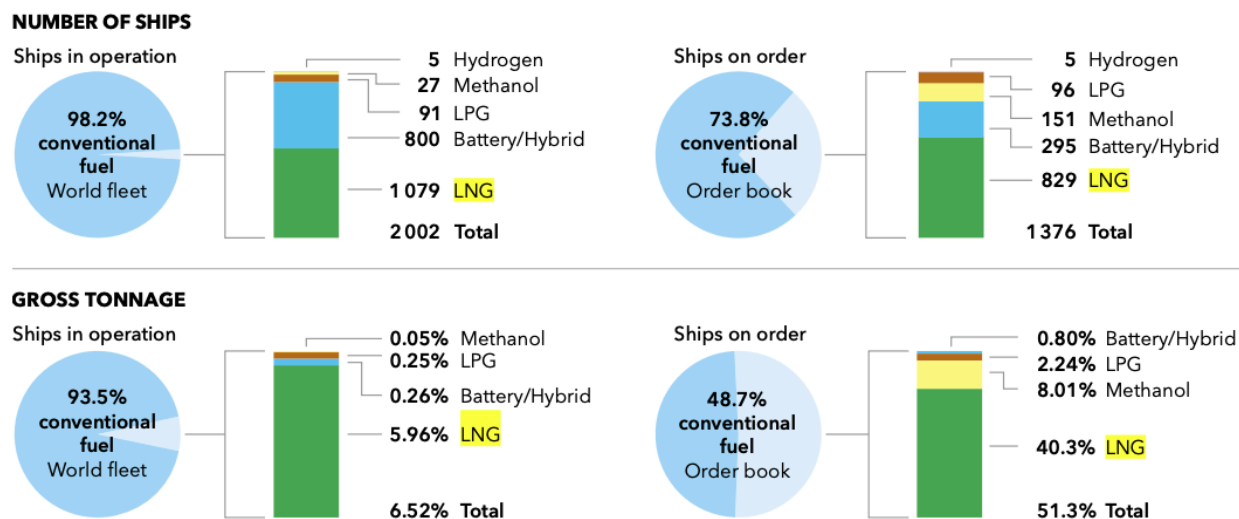 NUMBER OF SHIPS
Ships in operation
98.2%
conventional
fuel
World fleet
5 Hydrogen
27 Methanol
91 LPG
800 Battery/Hybrid
1 079 LNG
2 002 Total
Ships on order
73.8%
conventional
fuel
Order book
5 Hydrogen
96 LPG
151 Methanol
295 Battery/Hybrid
829 LNG
1 376 Total
GROSS TONNAGE
Ships in operation
93.5%
conventional
fuel
World fleet
0.05% Methanol
0.25% LPG
0.26% Battery/Hybrid
5.96% LNG
6.52% Total
Ships on order
48.7%
conventional
fuel
Order book
0.80% Battery/Hybrid
2.24% LPG
8.01% Methanol
40.3% LNG
51.3% Total